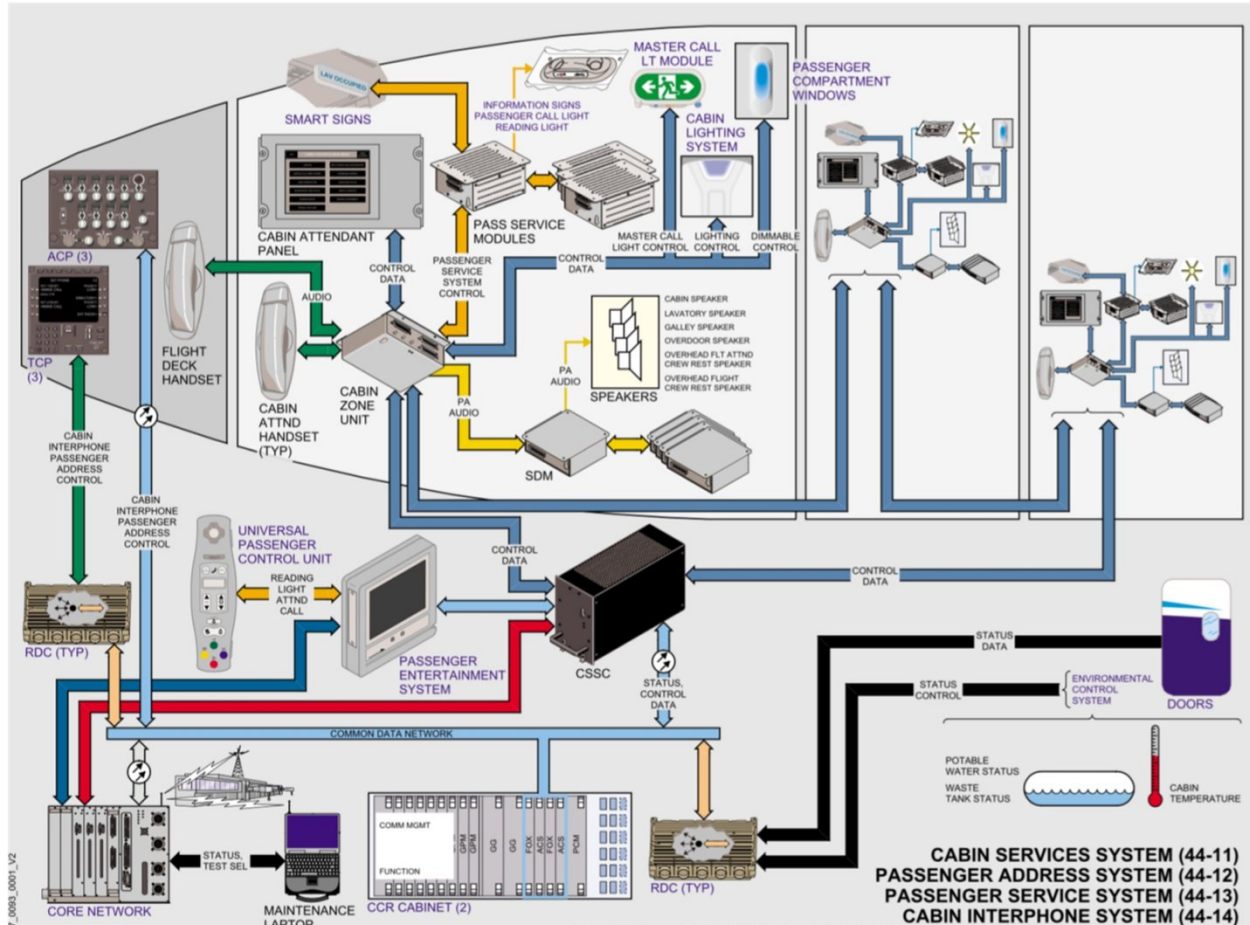 LAV OCCUPIED
SMART SIGNS
INFORMATION SIGNS
PASSENGER CALL LIGHT
READING LIGHT
MASTER CALL
LT MODULE
PASSENGER
COMPARTMENT
WINDOWS
CABIN
LIGHTING
SYSTEM
ACP (3)
CABIN ATTENDANT
PANEL
PASS SERVICE
MODULES
MASTER CALL
LIGHT CONTROL
LIGHTING
CONTROL
DIMMABLE
CONTROL
CONTROL
DATA
PASSENGER
SERVICE
SYSTEM
CONTROL
CONTROL
DATA
AUDIO
TCP
(3)
FLIGHT
DECK
HANDSET
CABIN
ATTND
HANDSET
(TYP)
CABIN
ZONE
UNIT
PA
AUDIO
PA
AUDIO
SPEAKERS
CABIN SPEAKER
LAVATORY SPEAKER
GALLEY SPEAKER
OVERDOOR SPEAKER
OVERHEAD FLT ATTND
CREW REST SPEAKER
OVERHEAD FLIGHT
CREW REST SPEAKER
SDM
CABIN
INTERPHONE
PASSENGER
ADDRESS
CONTROL
CABIN
INTERPHONE
PASSENGER
ADDRESS
CONTROL
UNIVERSAL
PASSENGER
CONTROL UNIT
READING
LIGHT
ATTND
CALL
CONTROL
DATA
CONTROL
DATA
RDC (TYP)
PASSENGER
ENTERTAINMENT
SYSTEM
CSSC
STATUS,
CONTROL
DATA
STATUS
DATA
STATUS
CONTROL
ENVIRONMENTAL
CONTROL
SYSTEM
DOORS
COMMON DATA NETWORK
POTABLE
WATER STATUS
WASTE
TANK STATUS
CABIN
TEMPERATURE
COMM MGMT
FUNCTION
GPM
GPM
GG
GG
FOX
ACS
FOX
ACS
PCM
STATUS,
TEST SEL
CORE NETWORK
MAINTENANCE
LAPTOP
CCR CABINET (2)
RDC (TYP)
CABIN SERVICES SYSTEM (44-11)
PASSENGER ADDRESS SYSTEM (44-12)
PASSENGER SERVICE SYSTEM (44-13)
CABIN INTERPHONE SYSTEM (44-14)